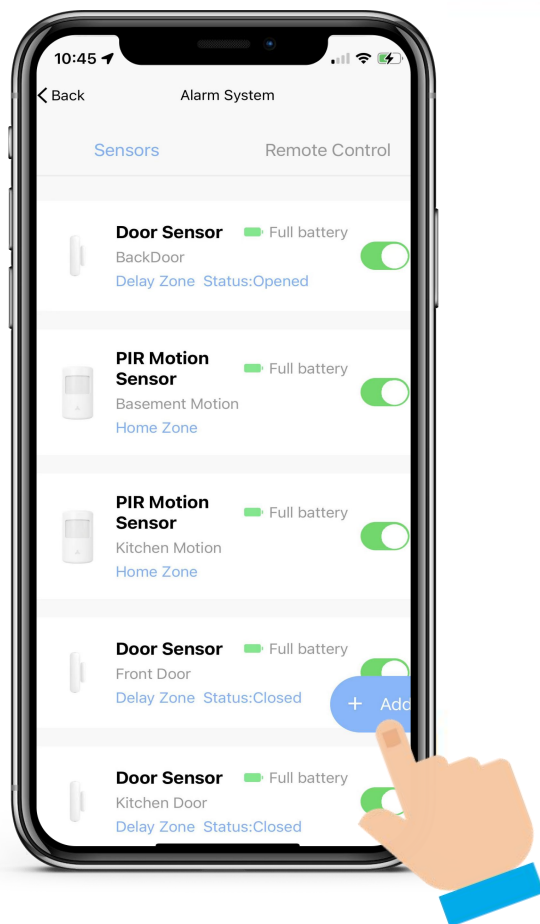 10:45
Back
Alarm System
Sensors
Remote Control
Door Sensor
Full battery
BackDoor
Delay Zone Status:Opened
PIR Motion
Sensor
Full battery
Basement Motion
Home Zone
PIR Motion
Sensor
Full battery
Kitchen Motion
Home Zone
Door Sensor
Full battery
Front Door
Delay Zone Status:Closed
+ Add
Door Sensor
Full battery
Kitchen Door
Delay Zone Status:Closed